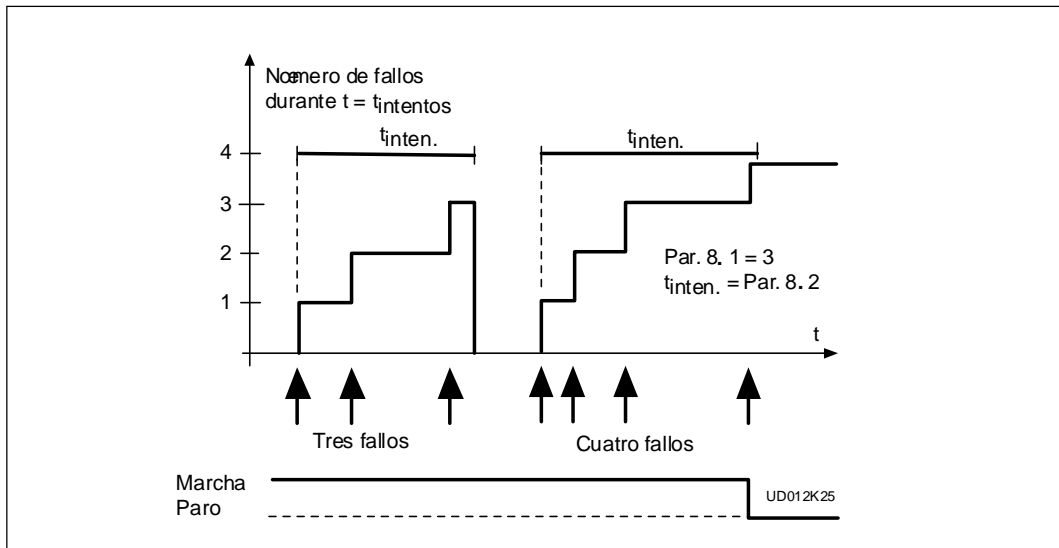 Noœmero de fallos
durante t = tintentos
tinten.
tinten.
4
3
2
1
Par. 8. 1 = 3
tinten. = Par. 8. 2
t
Tres fallos
Cuatro fallos
Marcha
Paro
UD012K25